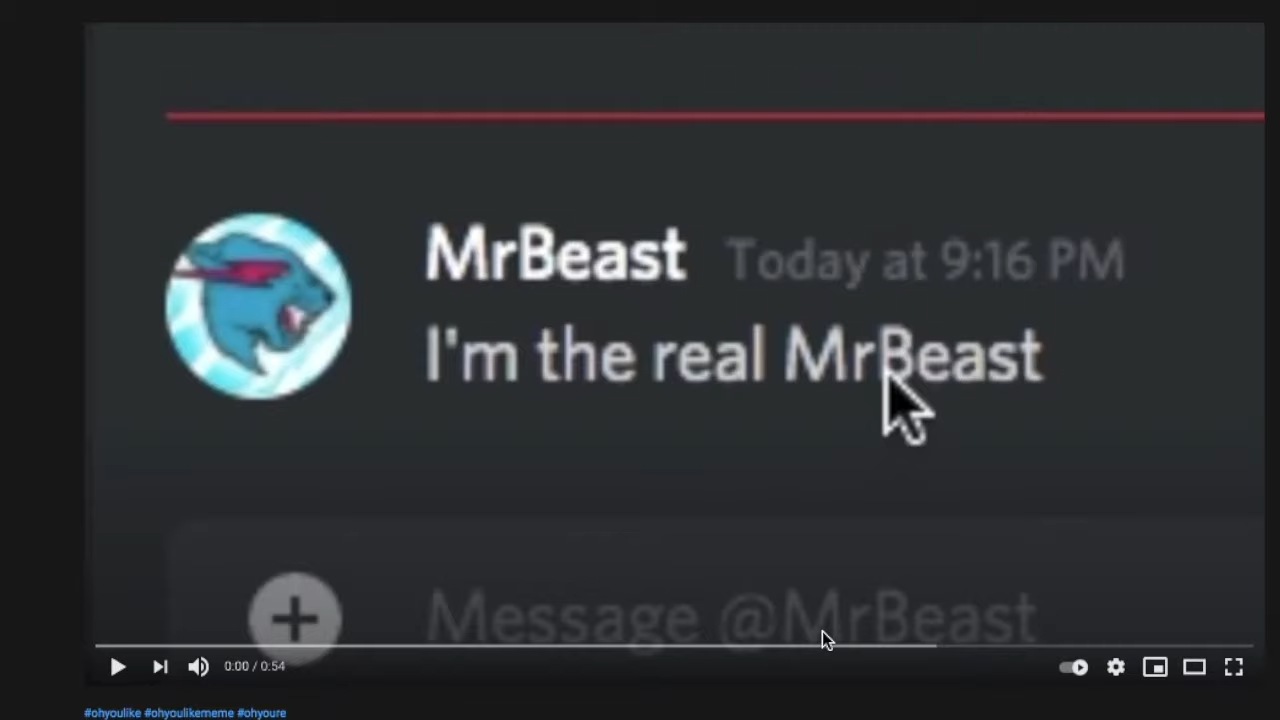 MrBeast Today at 9:16 PM
I'm the real MrBeast
Message @MrBeast
0:00 / 0:54
#ohyoulike #ohyoulikememe #ohyoure